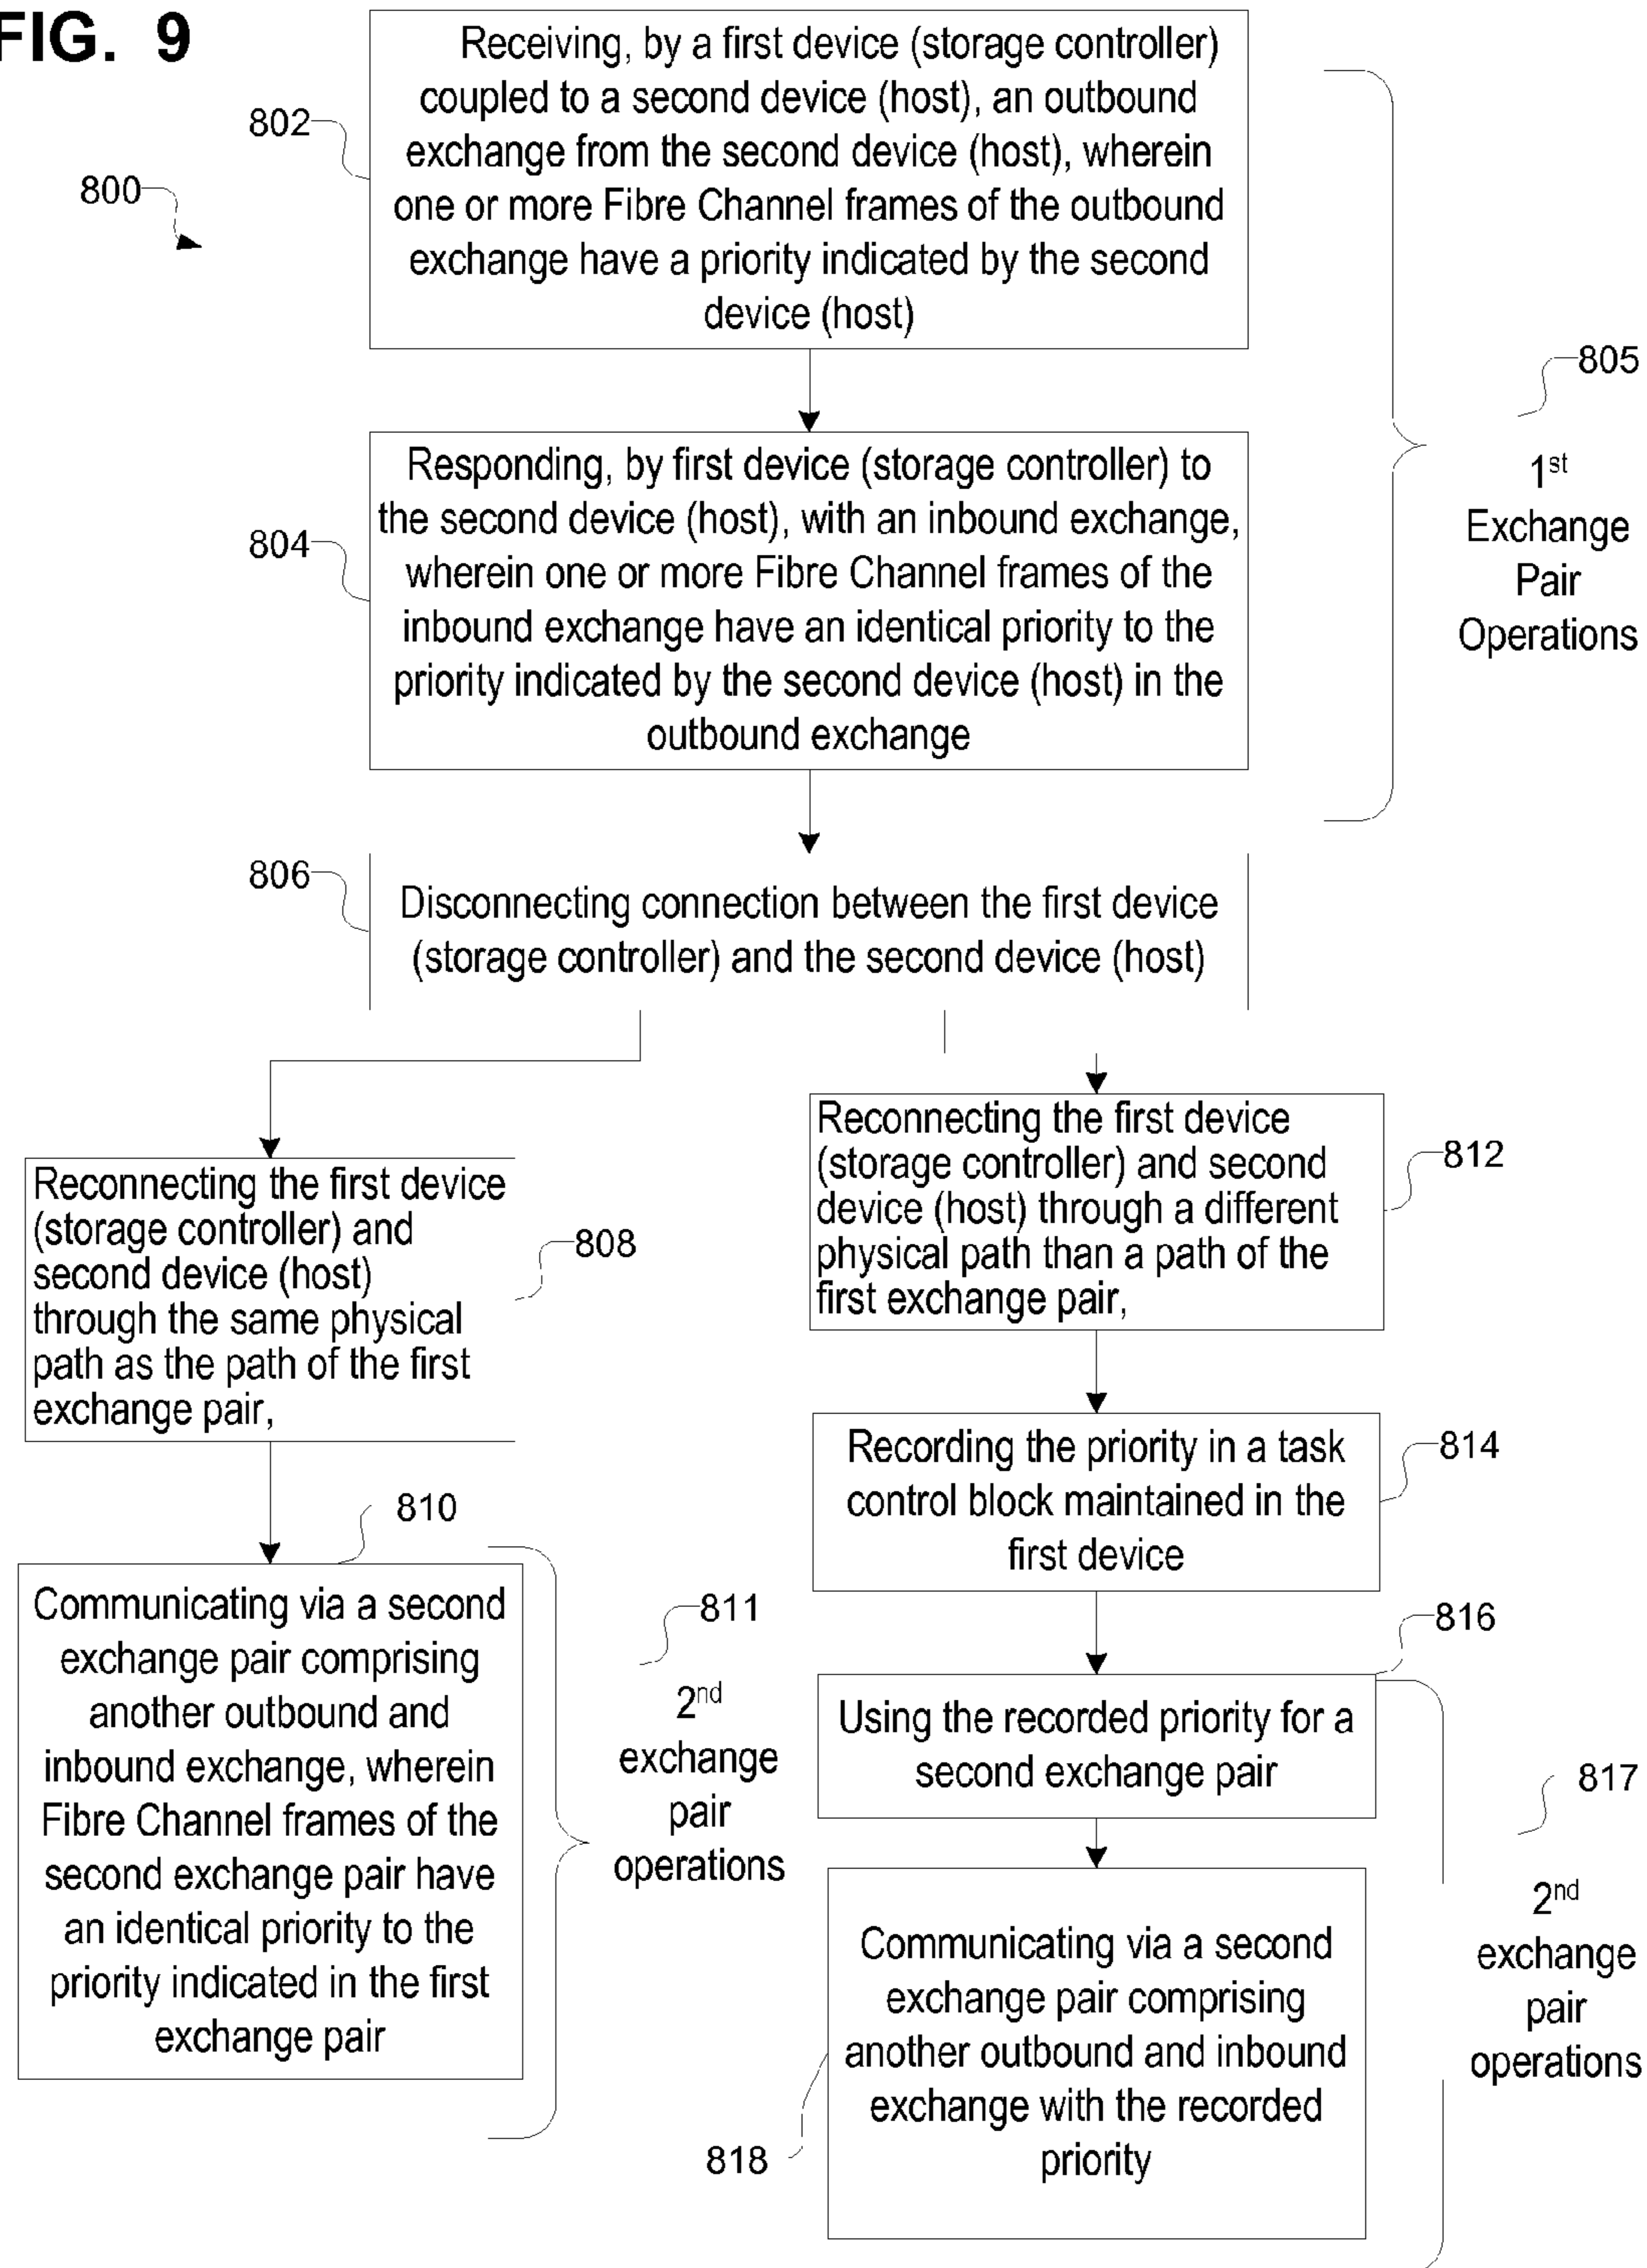 FIG. 9
800
802
Receiving, by a first device (storage controller)
coupled to a second device (host), an outbound
exchange from the second device (host), wherein
one or more Fibre Channel frames of the outbound
exchange have a priority indicated by the second
device (host)
804
Responding, by first device (storage controller) to
the second device (host), with an inbound exchange,
wherein one or more Fibre Channel frames of the
inbound exchange have an identical priority to the
priority indicated by the second device (host) in the
outbound exchange
805
1st
Exchange
Pair
Operations
806
Disconnecting connection between the first device
(storage controller) and the second device (host)
Reconnecting the first device
(storage controller) and
second device (host)
through the same physical
path as the path of the first
exchange pair,
808
810
Communicating via a second
exchange pair comprising
another outbound and
inbound exchange, wherein
Fibre Channel frames of the
second exchange pair have
an identical priority to the
priority indicated in the first
exchange pair
811
2nd
exchange
pair
operations
Reconnecting the first device
(storage controller) and second
device (host) through a different
physical path than a path of the
first exchange pair,
812
Recording the priority in a task
control block maintained in the
first device
814
816
Using the recorded priority for a
second exchange pair
817
2nd
exchange
pair
operations
Communicating via a second
exchange pair comprising
another outbound and inbound
exchange with the recorded
priority
818